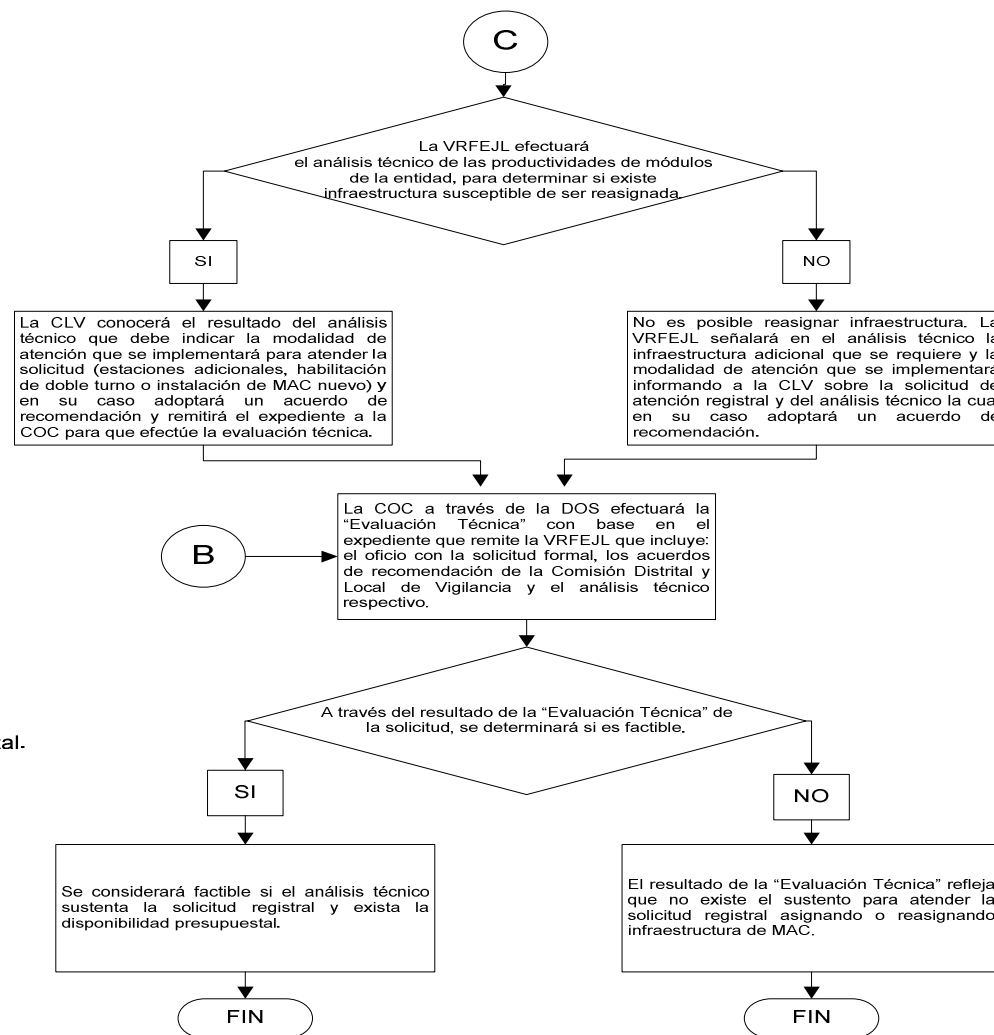 C
La VRFEJL efectuará
el análisis técnico de las productividades de módulos
de la entidad, para determinar si existe
infraestructura susceptible de ser reasignada.
SI
NO
La CLV conocerá el resultado del análisis
técnico que debe indicar la modalidad de
atención que se implementará para atender la
solicitud (estaciones adicionales, habilitación
de doble turno o instalación de MAC nuevo) y
en su caso adoptará un acuerdo de
recomendación y remitirá el expediente a la
COC para que efectúe la evaluación técnica.
No es posible reasignar infraestructura. La
VRFEJL señalará en el análisis técnico la
infraestructura adicional que se requiere y la
modalidad de atención que se implementará
informando a la CLV sobre la solicitud de
atención registral y del análisis técnico la cua
en su caso adoptará un acuerdo de
recomendación.
La COC a través de la DOS efectuará la
“Evaluación Técnica” con base en el
expediente que remite la VRFEJL que incluye:
el oficio con la solicitud formal, los acuerdos
de recomendación de la Comisión Distrital y
Local de Vigilancia y el análisis técnico
respectivo.
B
A través del resultado de la “Evaluación Técnica” de
la solicitud, se determinará si es factible.
tal.
SI
NO
Se considerará factible si el análisis técnico
sustenta la solicitud registral y exista la
disponibilidad presupuestal.
El resultado de la “Evaluación Técnica” refleja
que no existe el sustento para atender la
solicitud registral asignando o reasignando
infraestructura de MAC.
FIN
FIN